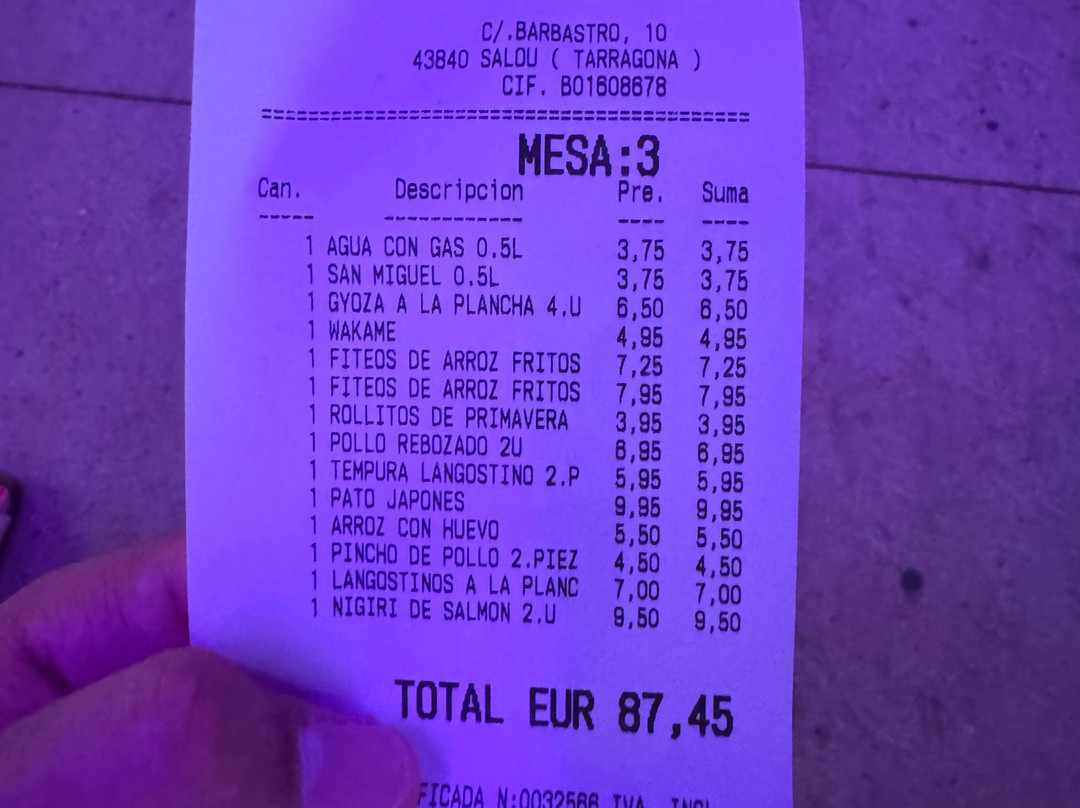 C/.BARBASTRO, 10
43840 SALOU ( TARRAGONA )
CIF. B01608678
MESA:3
Can. Descripcion Pre. Suma
1 AGUA CON GAS 0.5L 3,75 3,75
1 SAN MIGUEL 0.5L 3,75 3,75
1 GYOZA A LA PLANCHA 4.U 6,50 6,50
1 WAKAME 4,95 4,95
1 FITEOS DE ARROZ FRITOS 7,25 7,25
1 FITEOS DE ARROZ FRITOS 7,95 7,95
1 ROLLITOS DE PRIMAVERA 3,95 3,95
1 POLLO REBOZADO 2U 6,95 6,95
1 TEMPURA LANGOSTINO 2.P 5,95 5,95
1 PATO JAPONES 9,95 9,95
1 ARROZ CON HUEVO 5,50 5,50
1 PINCHO DE POLLO 2.PIEZ 4,50 4,50
1 LANGOSTINOS A LA PLANC 7,00 7,00
1 NIGIRI DE SALMON 2.U 9,50 9,50
TOTAL EUR 87,45
FICADA N:0032566 IVA. INCL